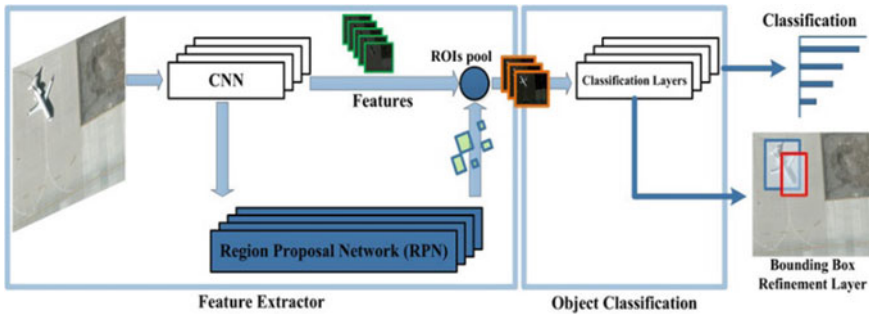 Classification
ROIs pool
CNN
Features
Classification Layers
Region Proposal Network (RPN)
Bounding Box
Refinement Layer
Feature Extractor
Object Classification